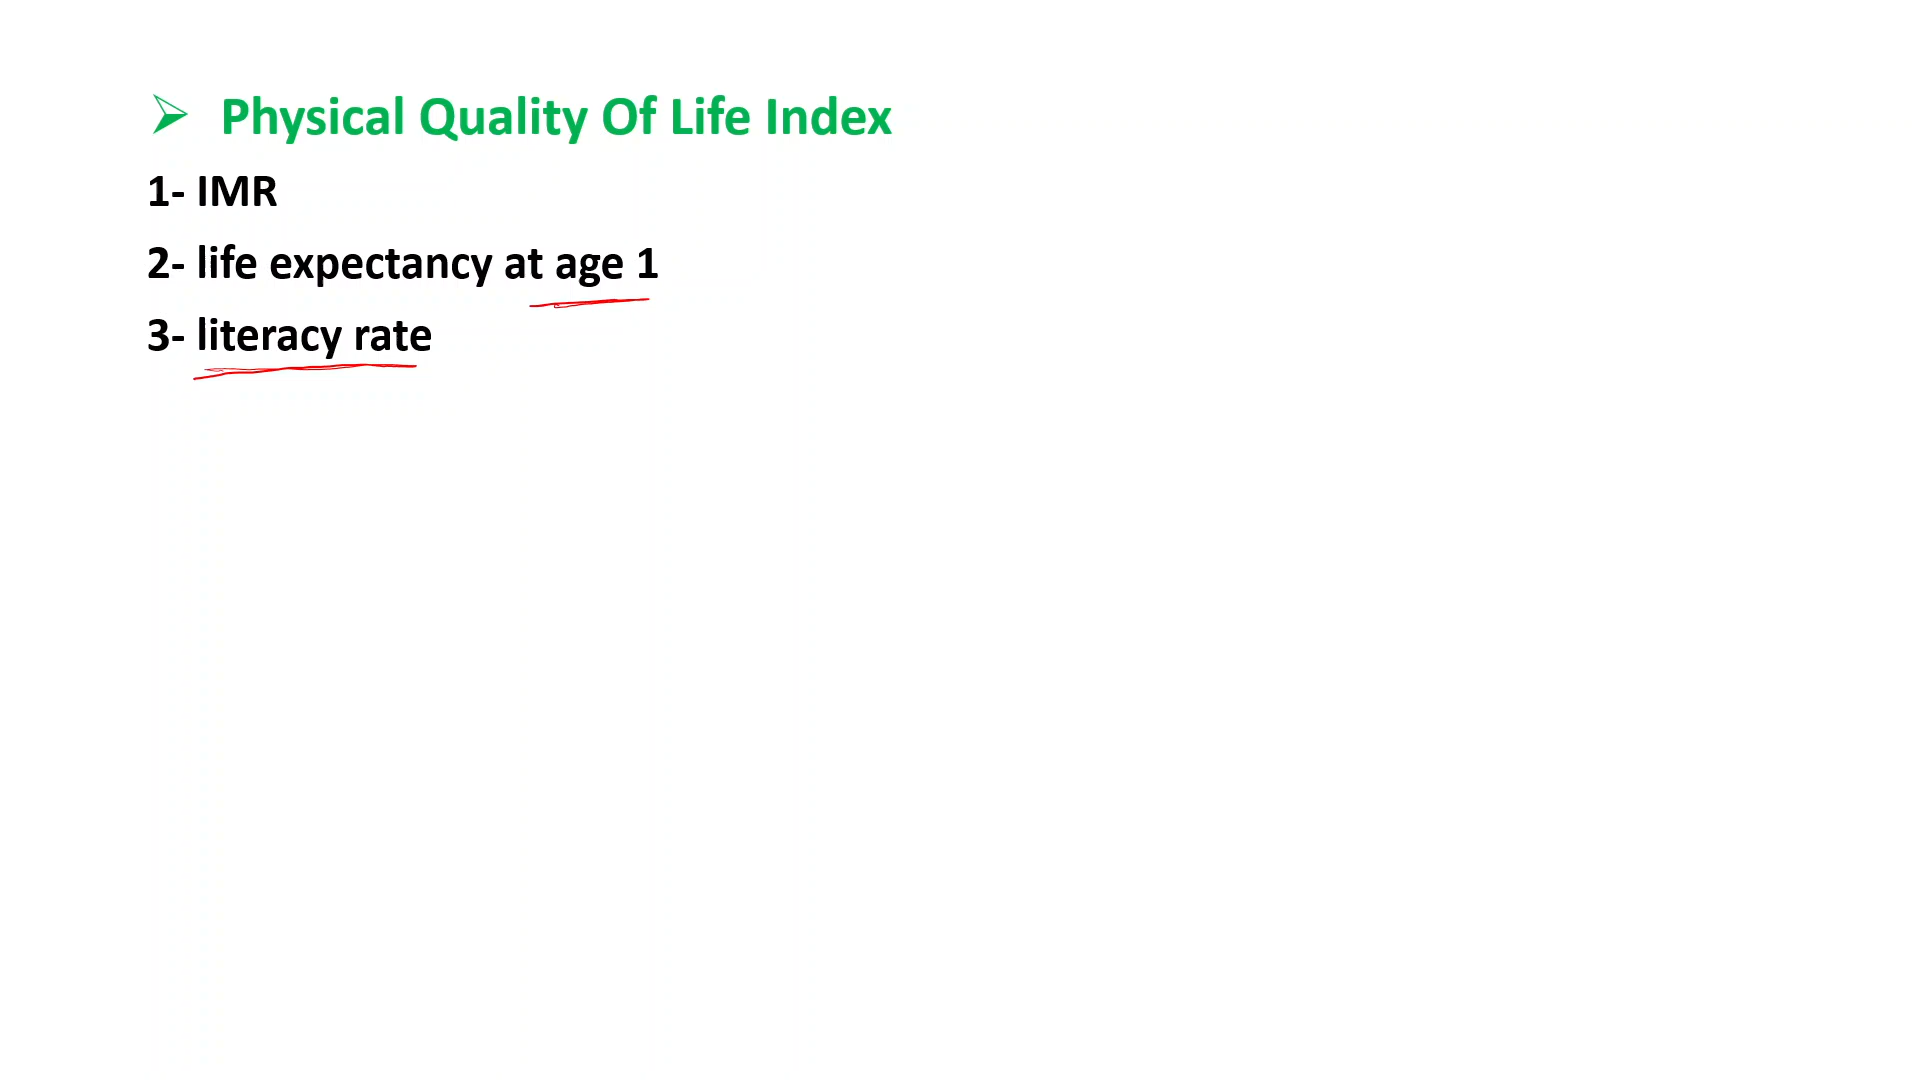 Physical Quality Of Life Index
1- IMR
2- life expectancy at age 1
3- literacy rate